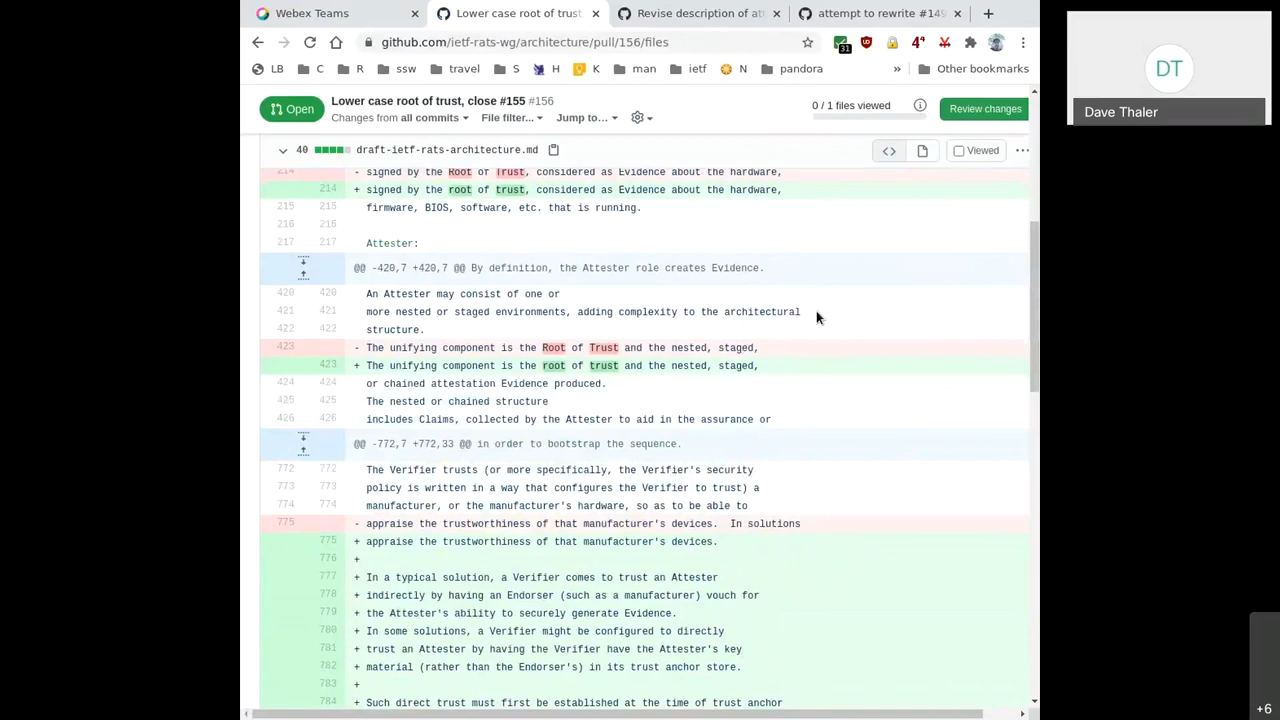 Webex Teams
Lower case root of trust
Revise description of att
attempt to rewrite #149
github.com/ietf-rats-wg/architecture/pull/156/files
31
LB
C
R
ssw
travel
S
H
K
man
ietf
N
pandora
»
Other bookmarks
Open
Lower case root of trust, close #155 #156
Changes from all commits
File filter...
Jump to...
0 / 1 files viewed
Review changes
40 draft-ietf-rats-architecture.md
Viewed
214 - signed by the Root of Trust, considered as Evidence about the hardware,
214 + signed by the root of trust, considered as Evidence about the hardware,
215 215 firmware, BIOS, software, etc. that is running.
216 216
217 217 Attester:
@@ -420,7 +420,7 @@ By definition, the Attester role creates Evidence.
420 420 An Attester may consist of one or
421 421 more nested or staged environments, adding complexity to the architectural
422 422 structure.
423 - The unifying component is the Root of Trust and the nested, staged,
423 + The unifying component is the root of trust and the nested, staged,
424 424 or chained attestation Evidence produced.
425 425 The nested or chained structure
426 426 includes Claims, collected by the Attester to aid in the assurance or
@@ -772,7 +772,33 @@ in order to bootstrap the sequence.
772 772 The Verifier trusts (or more specifically, the Verifier's security
773 773 policy is written in a way that configures the Verifier to trust) a
774 774 manufacturer, or the manufacturer's hardware, so as to be able to
775 - appraise the trustworthiness of that manufacturer's devices. In solutions
775 + appraise the trustworthiness of that manufacturer's devices.
776 +
777 + In a typical solution, a Verifier comes to trust an Attester
778 + indirectly by having an Endorser (such as a manufacturer) vouch for
779 + the Attester's ability to securely generate Evidence.
780 + In some solutions, a Verifier might be configured to directly
781 + trust an Attester by having the Verifier have the Attester's key
782 + material (rather than the Endorser's) in its trust anchor store.
783 +
784 + Such direct trust must first be established at the time of trust anchor
DT
Dave Thaler
+6